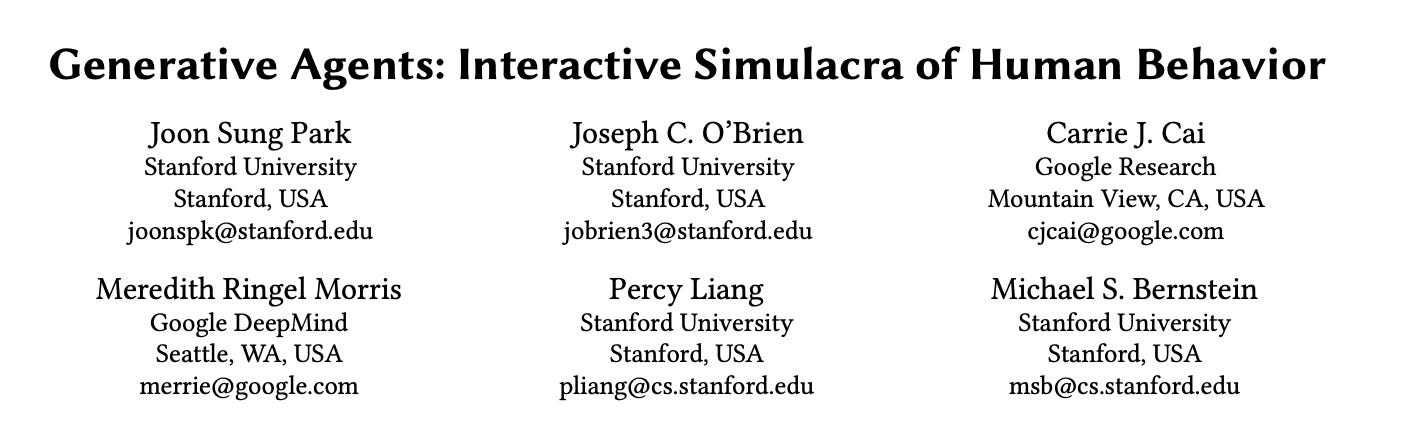 Generative Agents: Interactive Simulacra of Human Behavior
Joon Sung Park
Stanford University
Stanford, USA
joonspk@stanford.edu
Joseph C. O’Brien
Stanford University
Stanford, USA
jobrien3@stanford.edu
Carrie J. Cai
Google Research
Mountain View, CA, USA
cjcai@google.com
Meredith Ringel Morris
Google DeepMind
Seattle, WA, USA
merrie@google.com
Percy Liang
Stanford University
Stanford, USA
pliang@cs.stanford.edu
Michael S. Bernstein
Stanford University
Stanford, USA
msb@cs.stanford.edu